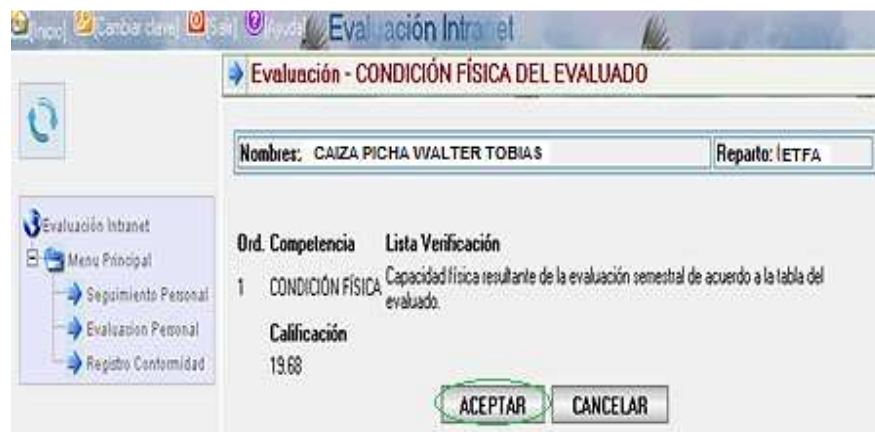 [Inicio] [Cambiar clave] [Salir] [Ayuda] Evaluación Intranet
Evaluación - CONDICIÓN FÍSICA DEL EVALUADO
Nombres: CAIZA PICHA WALTER TOBIAS Reparto: ETFA
Evaluación Intranet
Menu Principal
Seguimiento Personal
Evaluacion Personal
Registro Conformidad
Ord. Competencia Lista Verificación
1 CONDICIÓN FÍSICA Capacidad física resultante de la evaluación semestral de acuerdo a la tabla del
evaluado.
Calificación
19.68
ACEPTAR CANCELAR